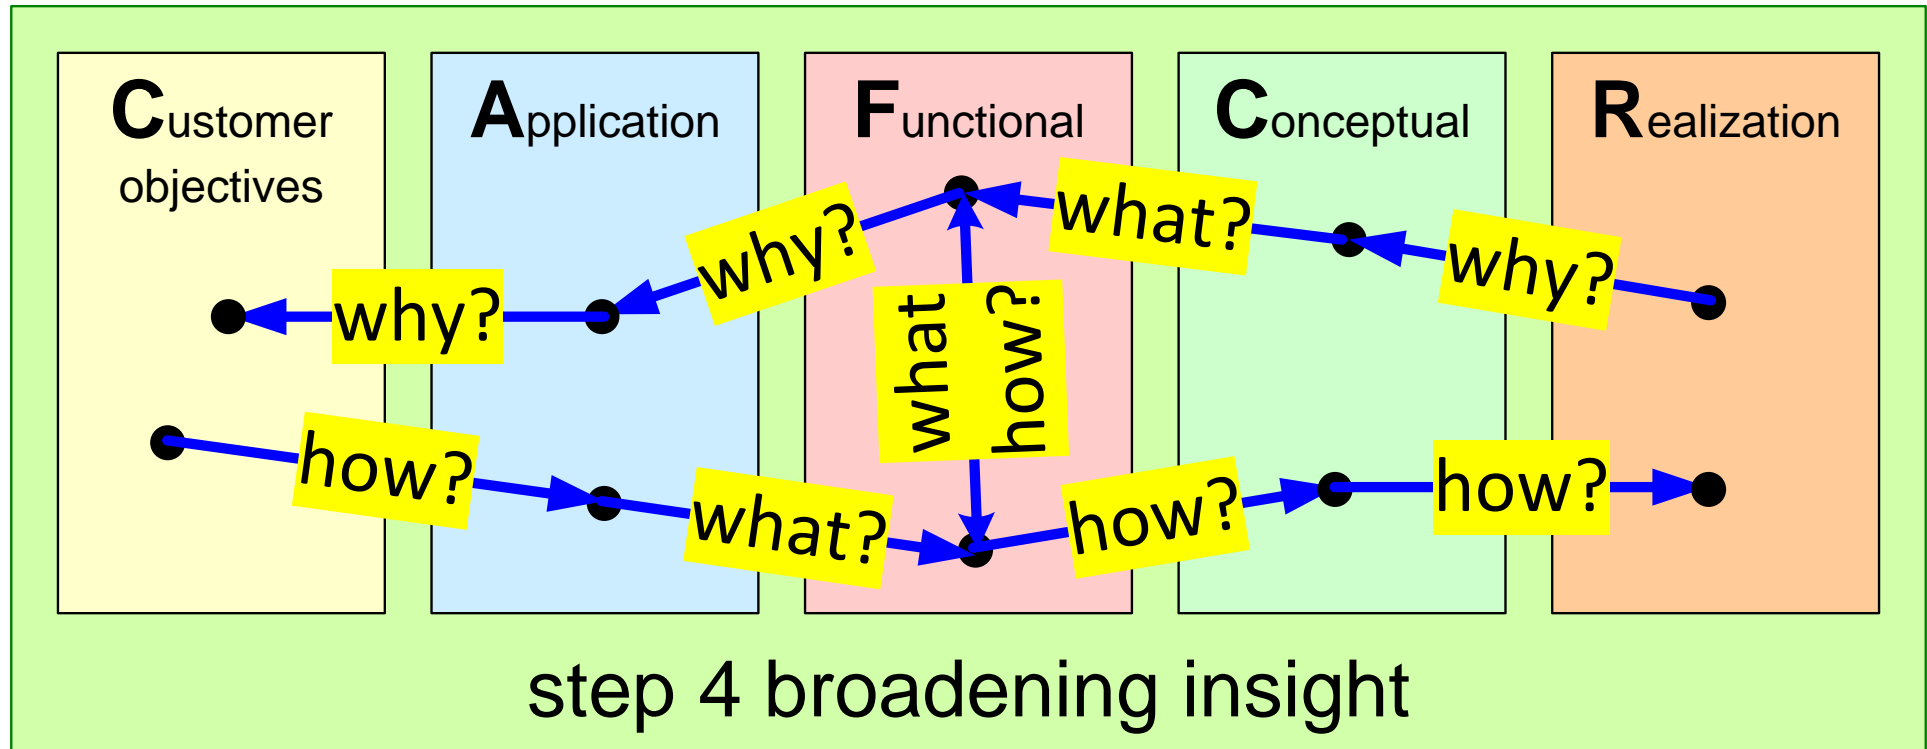 Customer
objectives
Application
Functional
Conceptual
Realization
why?
why?
what?
why?
what
how?
how?
what?
how?
how?
step 4 broadening insight